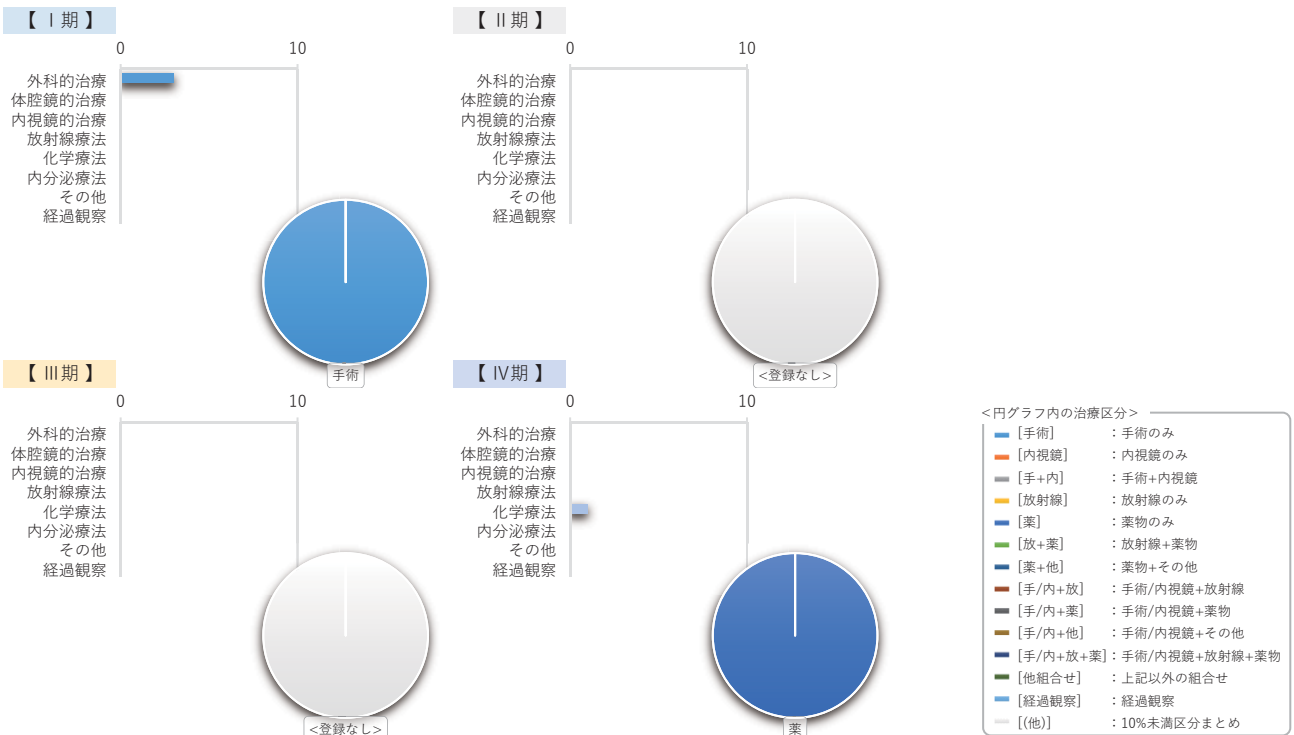 【 Ⅰ期 】
0 10
外科的治療
体腔鏡的治療
内視鏡的治療
放射線療法
化学療法
内分泌療法
その他
経過観察
手術
【 Ⅱ期 】
0 10
外科的治療
体腔鏡的治療
内視鏡的治療
放射線療法
化学療法
内分泌療法
その他
経過観察
<登録なし>
【 Ⅲ期 】
0 10
外科的治療
体腔鏡的治療
内視鏡的治療
放射線療法
化学療法
内分泌療法
その他
経過観察
<登録なし>
【 Ⅳ期 】
0 10
外科的治療
体腔鏡的治療
内視鏡的治療
放射線療法
化学療法
内分泌療法
その他
経過観察
薬
<円グラフ内の治療区分>
[手術] :手術のみ
[内視鏡] :内視鏡のみ
[手+内] :手術+内視鏡
[放射線] :放射線のみ
[薬] :薬物のみ
[放+薬] :放射線+薬物
[薬+他] :薬物+その他
[手/内+放] :手術/内視鏡+放射線
[手/内+薬] :手術/内視鏡+薬物
[手/内+他] :手術/内視鏡+その他
[手/内+放+薬] :手術/内視鏡+放射線+薬物
[他組合せ] :上記以外の組合せ
[経過観察] :経過観察
[(他)] :10%未満区分まとめ